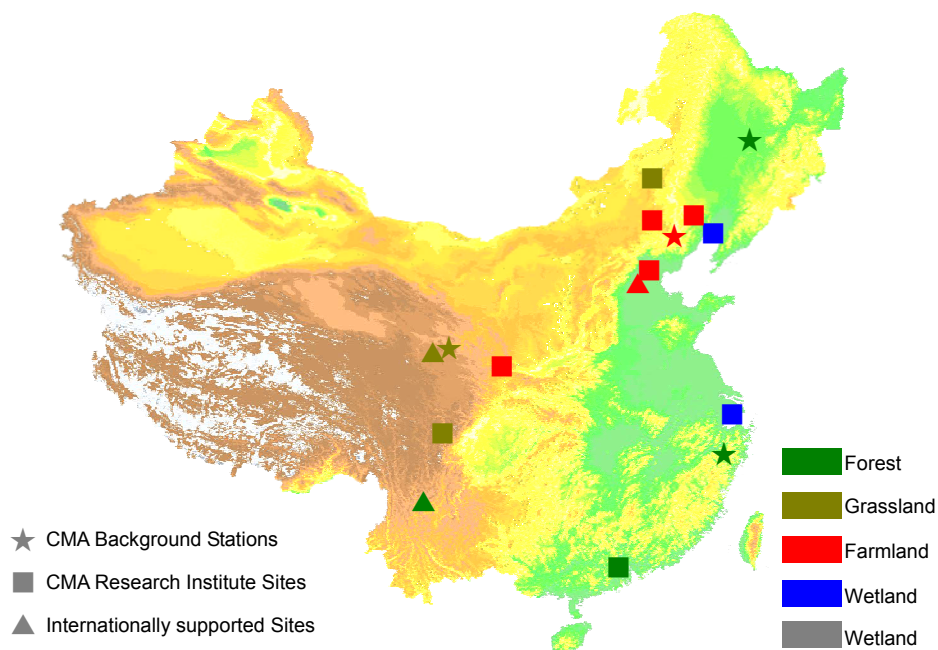 Forest
Grassland
Farmland
Wetland
Wetland
CMA Background Stations
CMA Research Institute Sites
Internationally supported Sites